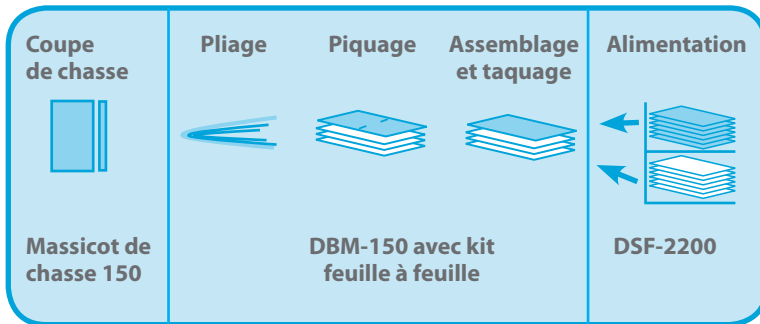 Coupe
de chasse
Pliage
Piquage
Assemblage
et taquage
Alimentation
Massicot de
chasse 150
DBM-150 avec kit
feuille à feuille
DSF-2200